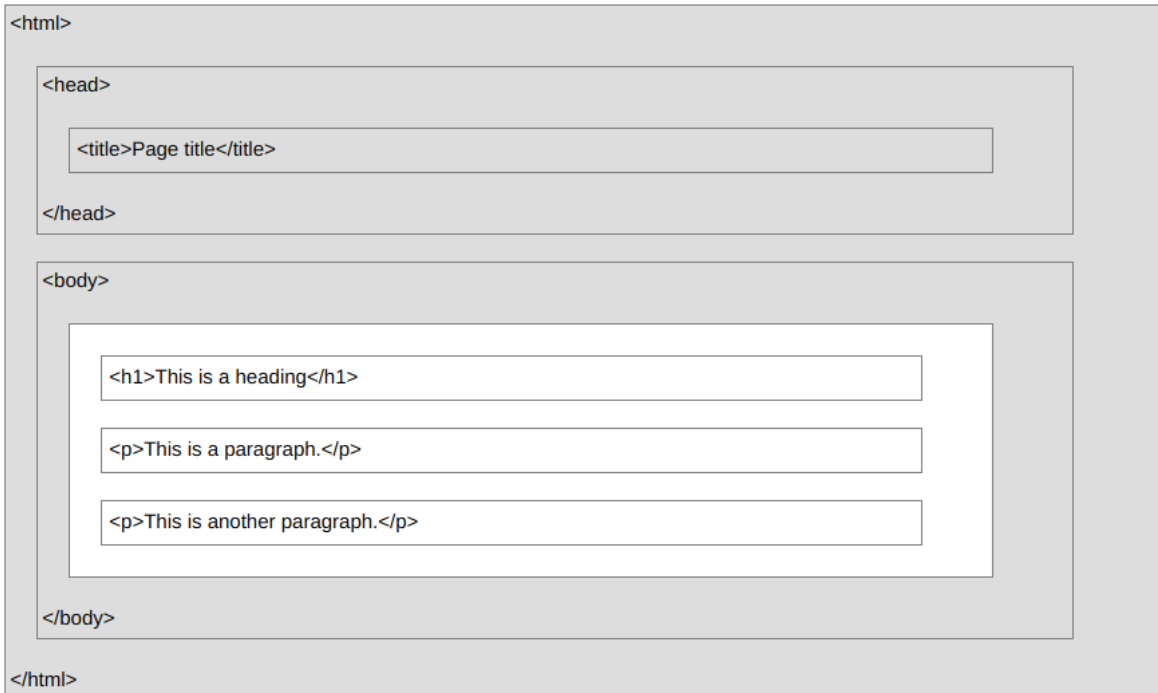 <html>
<head>
<title>Page title</title>
</head>
<body>
<h1>This is a heading</h1>
<p>This is a paragraph.</p>
<p>This is another paragraph.</p>
</body>
</html>